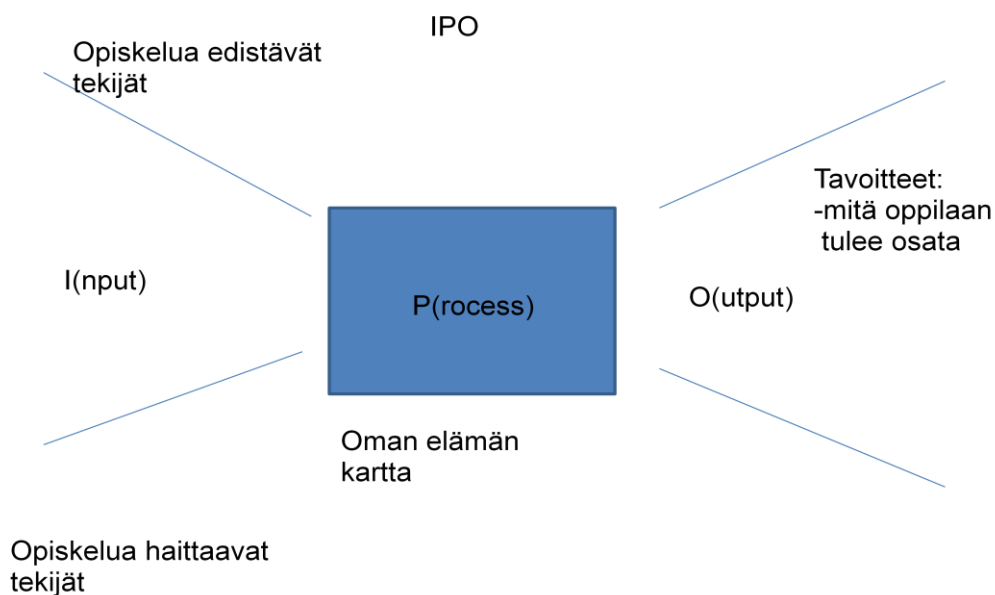 IPO
Opiskelua edistävät
tekijät
Tavoitteet:
-mitä oppilaan
tulee osata
I(nput)
P(rocess)
O(utput)
Oman elämän
kartta
Opiskelua haittaavat
tekijät